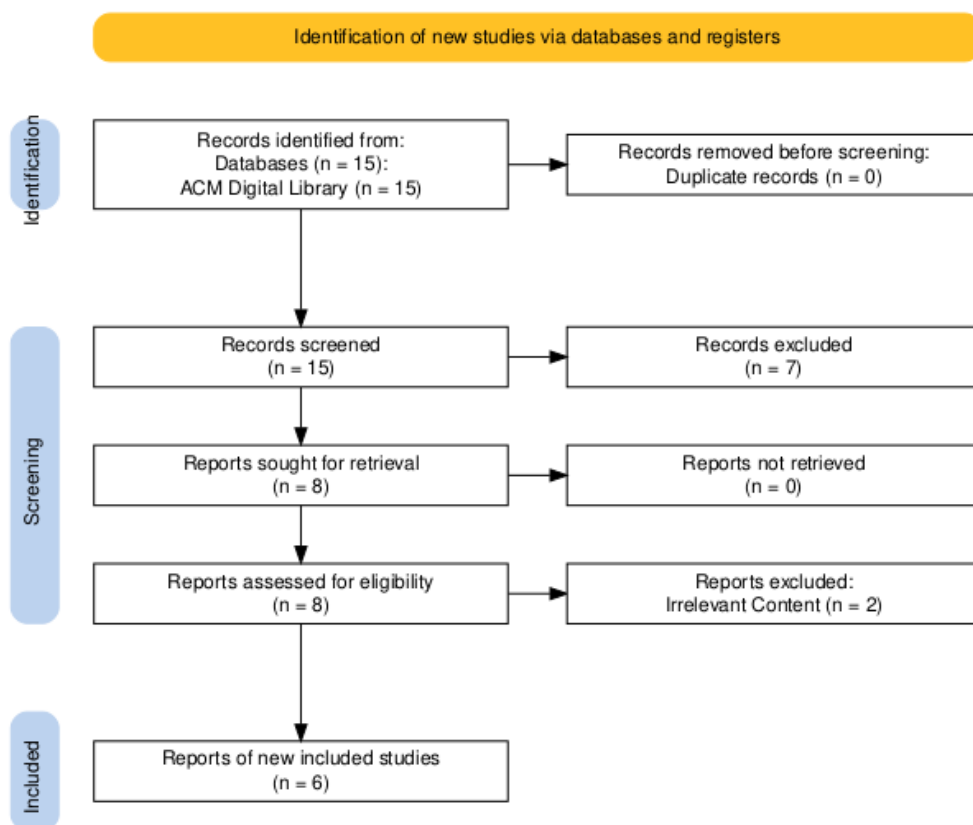 Identification of new studies via databases and registers
Identification
Records identified from:
Databases (n = 15):
ACM Digital Library (n = 15)
Records removed before screening:
Duplicate records (n = 0)
Screening
Records screened
(n = 15)
Records excluded
(n = 7)
Reports sought for retrieval
(n = 8)
Reports not retrieved
(n = 0)
Reports assessed for eligibility
(n = 8)
Reports excluded:
Irrelevant Content (n = 2)
Included
Reports of new included studies
(n = 6)